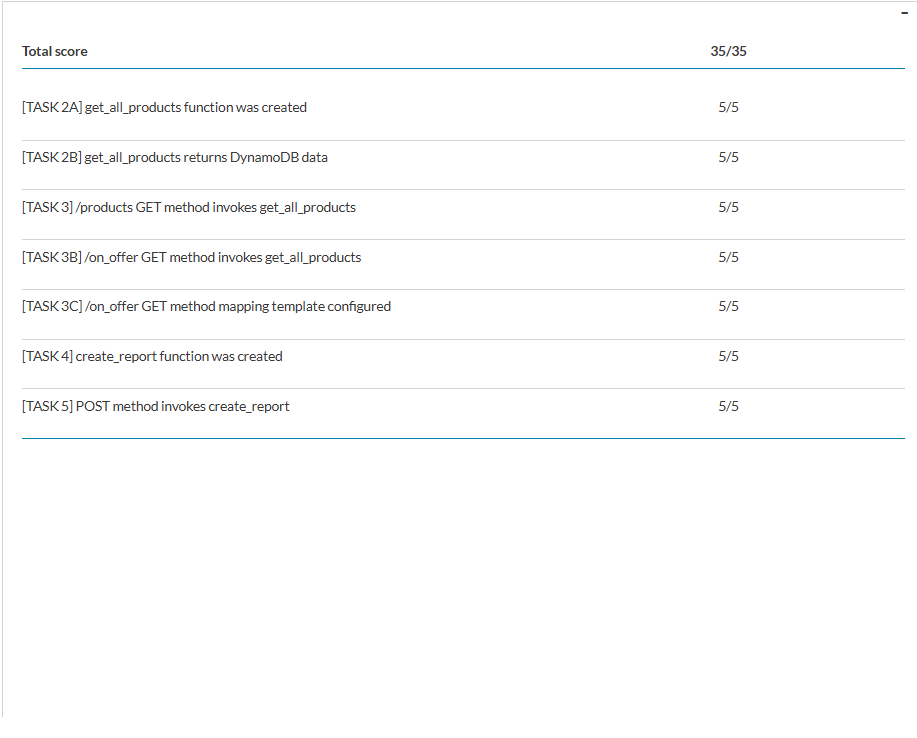 Total score 35/35
[TASK 2A] get_all_products function was created 5/5
[TASK 2B] get_all_products returns DynamoDB data 5/5
[TASK 3] /products GET method invokes get_all_products 5/5
[TASK 3B] /on_offer GET method invokes get_all_products 5/5
[TASK 3C] /on_offer GET method mapping template configured 5/5
[TASK 4] create_report function was created 5/5
[TASK 5] POST method invokes create_report 5/5